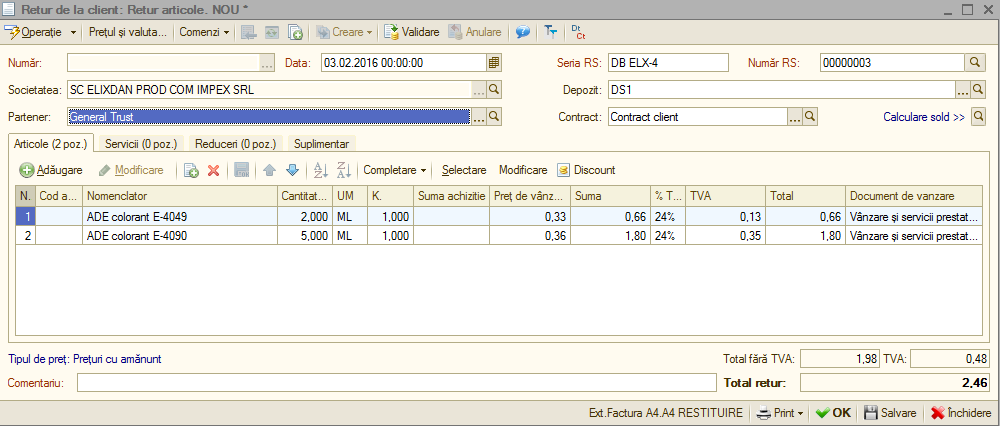 Retur de la client: Retur articole. NOU *
Operație Prețul și valuta... Comenzi Creare Validare Anulare Dt Ct
Număr: ... Data: 03.02.2016 00:00:00 Seria RS: DB ELX-4 Număr RS: 00000003
Societatea: SC ELIXDAN PROD COM IMPEX SRL ... Depozit: DS1 ...
Partener: General Trust ... Contract: Contract client ... Calculare sold >>
Articole (2 poz.) Servicii (0 poz.) Reduceri (0 poz.) Suplimentar
Adăugare Modificare Completare Selectare Modificare Discount
N. Cod a... Nomenclator Cantitat... UM K. Suma achizitie Preț de vânz... Suma % T... TVA Total Document de vanzare
1 ADE colorant E-4049 2,000 ML 1,000 0,33 0,66 24% 0,13 0,66 Vânzare și servicii prestat...
2 ADE colorant E-4090 5,000 ML 1,000 0,36 1,80 24% 0,35 1,80 Vânzare și servicii prestat...
Tipul de preț: Prețuri cu amănunt Total fără TVA: 1,98 TVA: 0,48
Comentariu: Total retur: 2,46
Ext.Factura A4.A4 RESTITUIRE Print OK Salvare Închidere